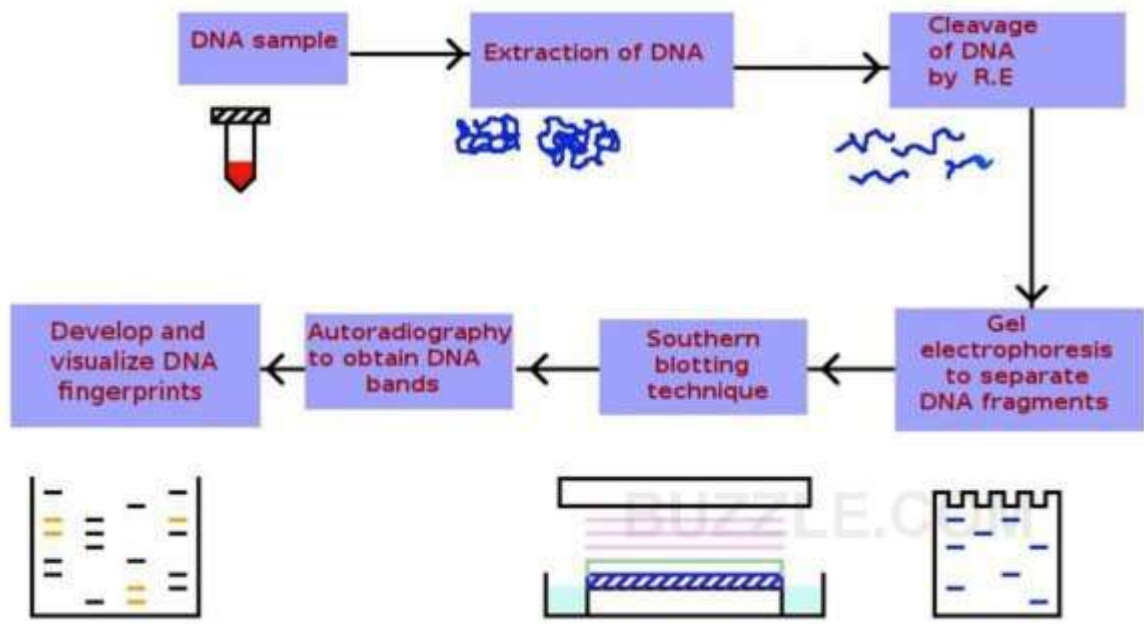 DNA sample
Extraction of DNA
Cleavage
of DNA
by R.E
Gel
electrophoresis
to separate
DNA fragments
Southern
blotting
technique
Autoradiography
to obtain DNA
bands
Develop and
visualize DNA
fingerprints
BUZZLE.COM